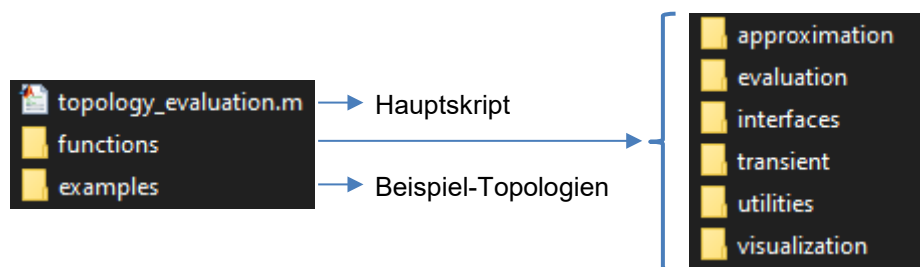 topology_evaluation.m
Hauptskript
functions
examples
Beispiel-Topologien
approximation
evaluation
interfaces
transient
utilities
visualization